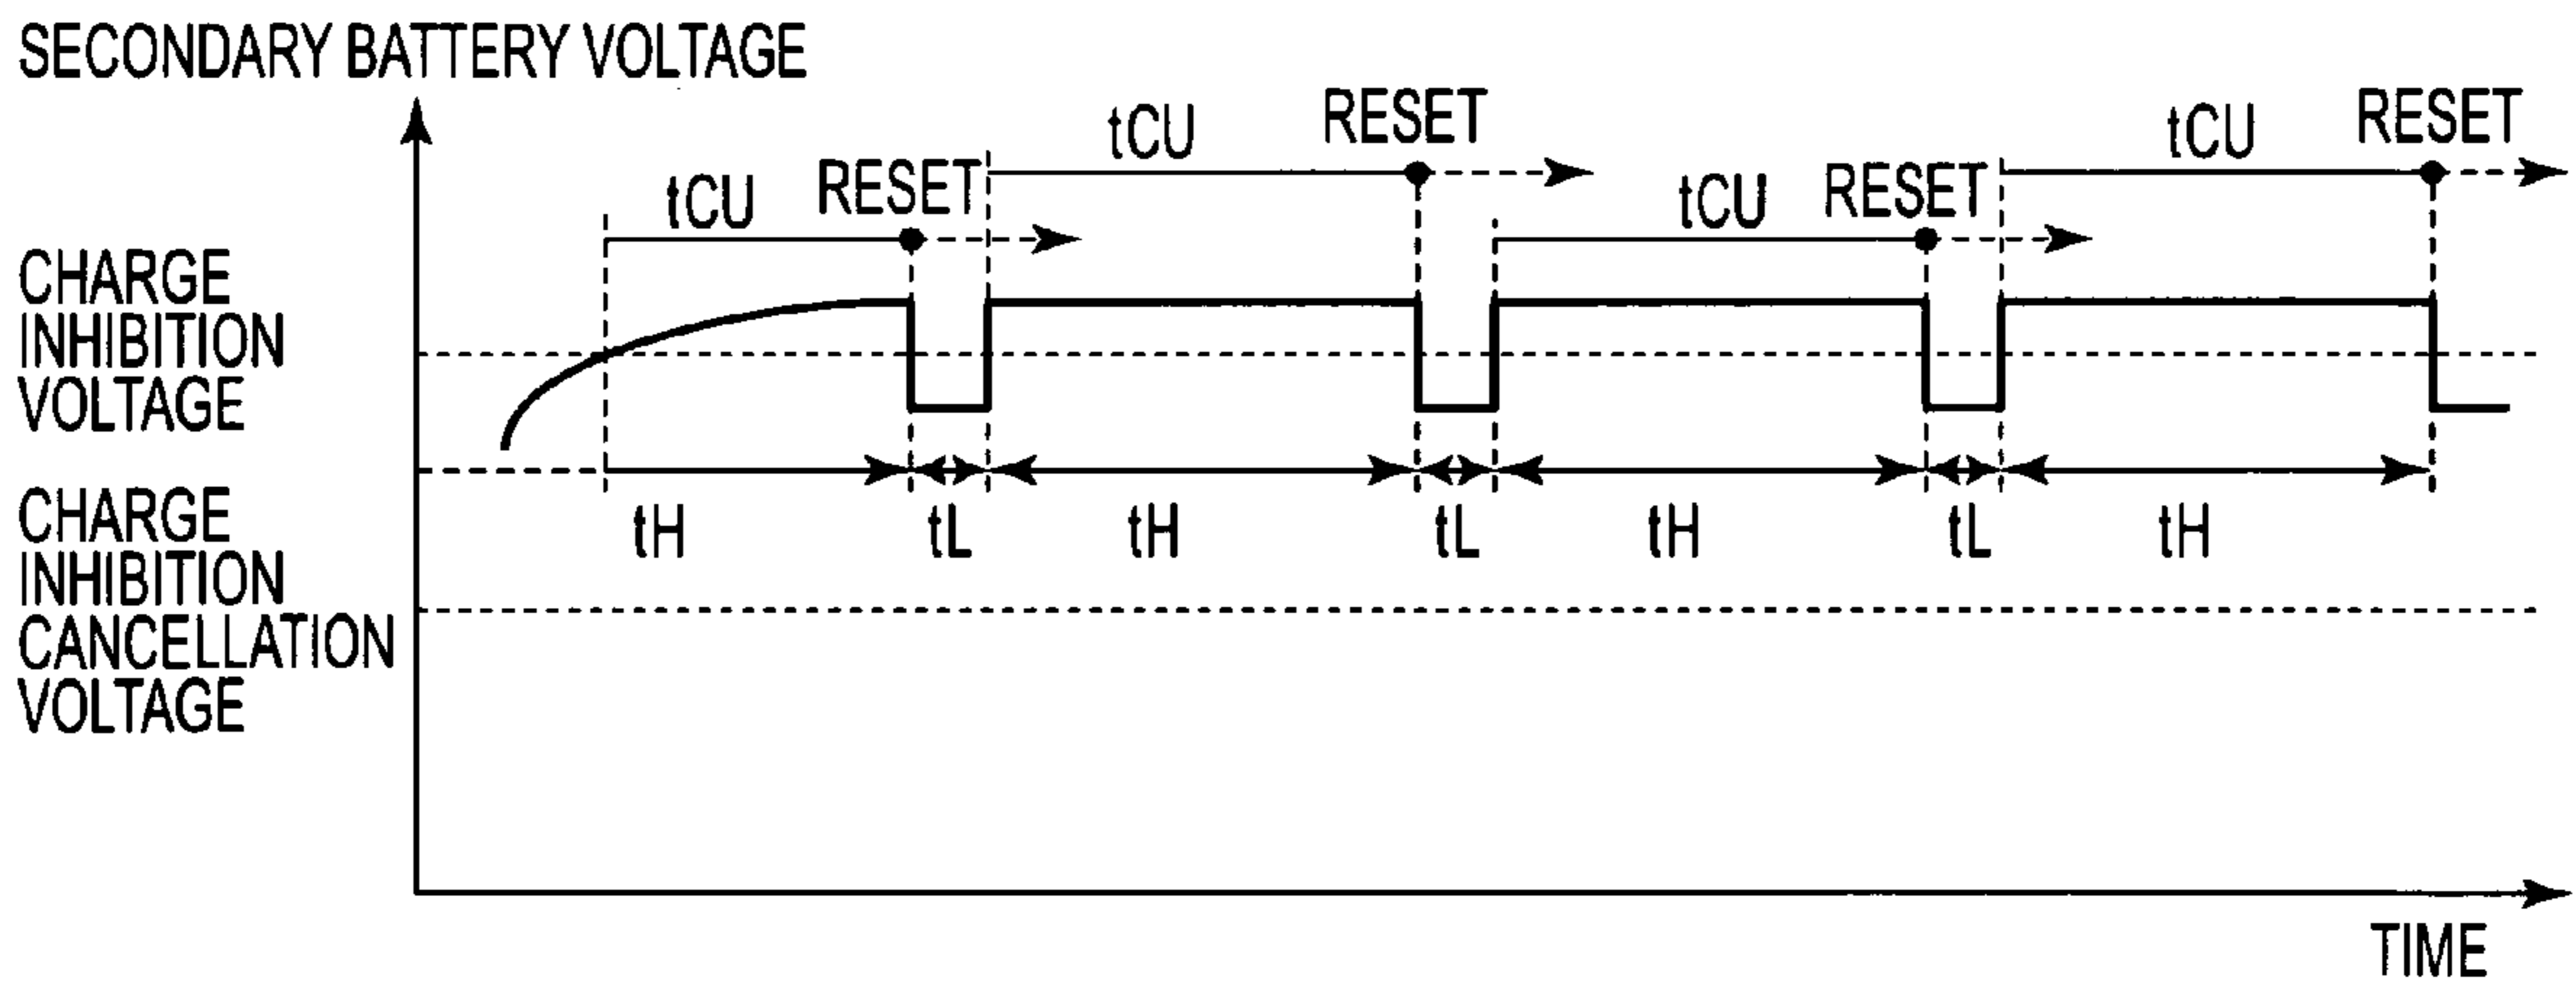 SECONDARY BATTERY VOLTAGE
tCU
RESET
tCU
RESET
tCU
RESET
tCU
RESET
CHARGE
INHIBITION
VOLTAGE
tH
tL
tH
tL
tH
tL
tH
CHARGE
INHIBITION
CANCELLATION
VOLTAGE
TIME